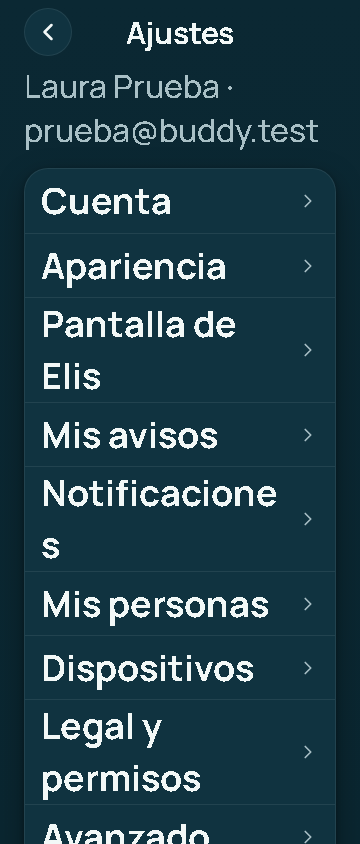 Ajustes
Laura Prueba ·
prueba@buddy.test
Cuenta
Apariencia
Pantalla de
Elis
Mis avisos
Notificacione
s
Mis personas
Dispositivos
Legal y
permisos
Avanzado